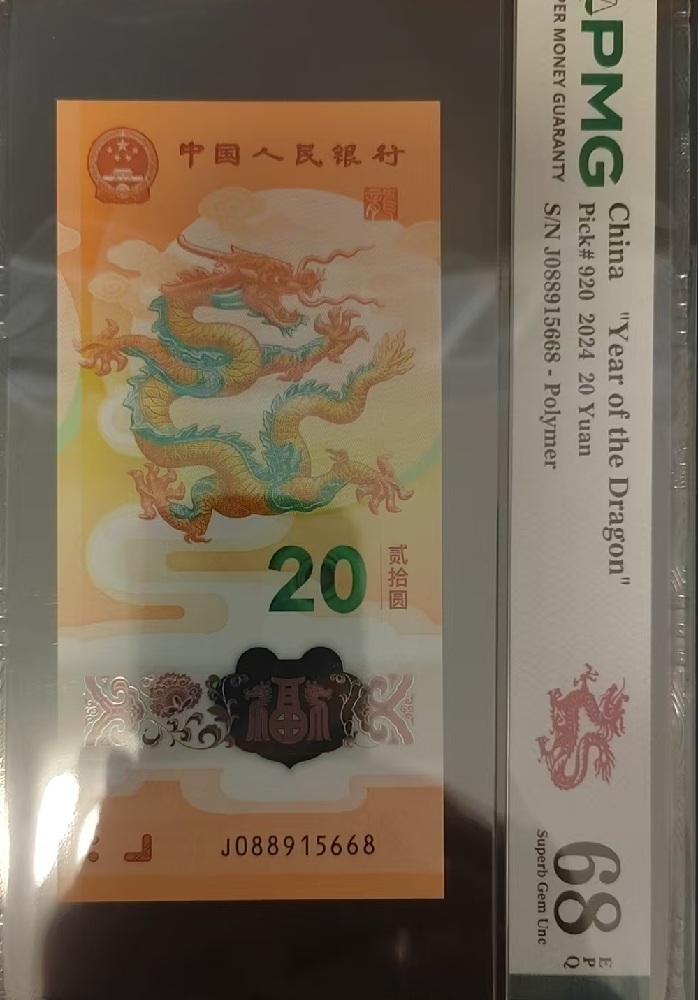 中国人民银行
龍
20
贰拾圆
J088915668
PMG
PER MONEY GUARANTY
China "Year of the Dragon"
Pick# 920 2024 20 Yuan
S/N J088915668 - Polymer
68
EPQ
Superb Gem Unc